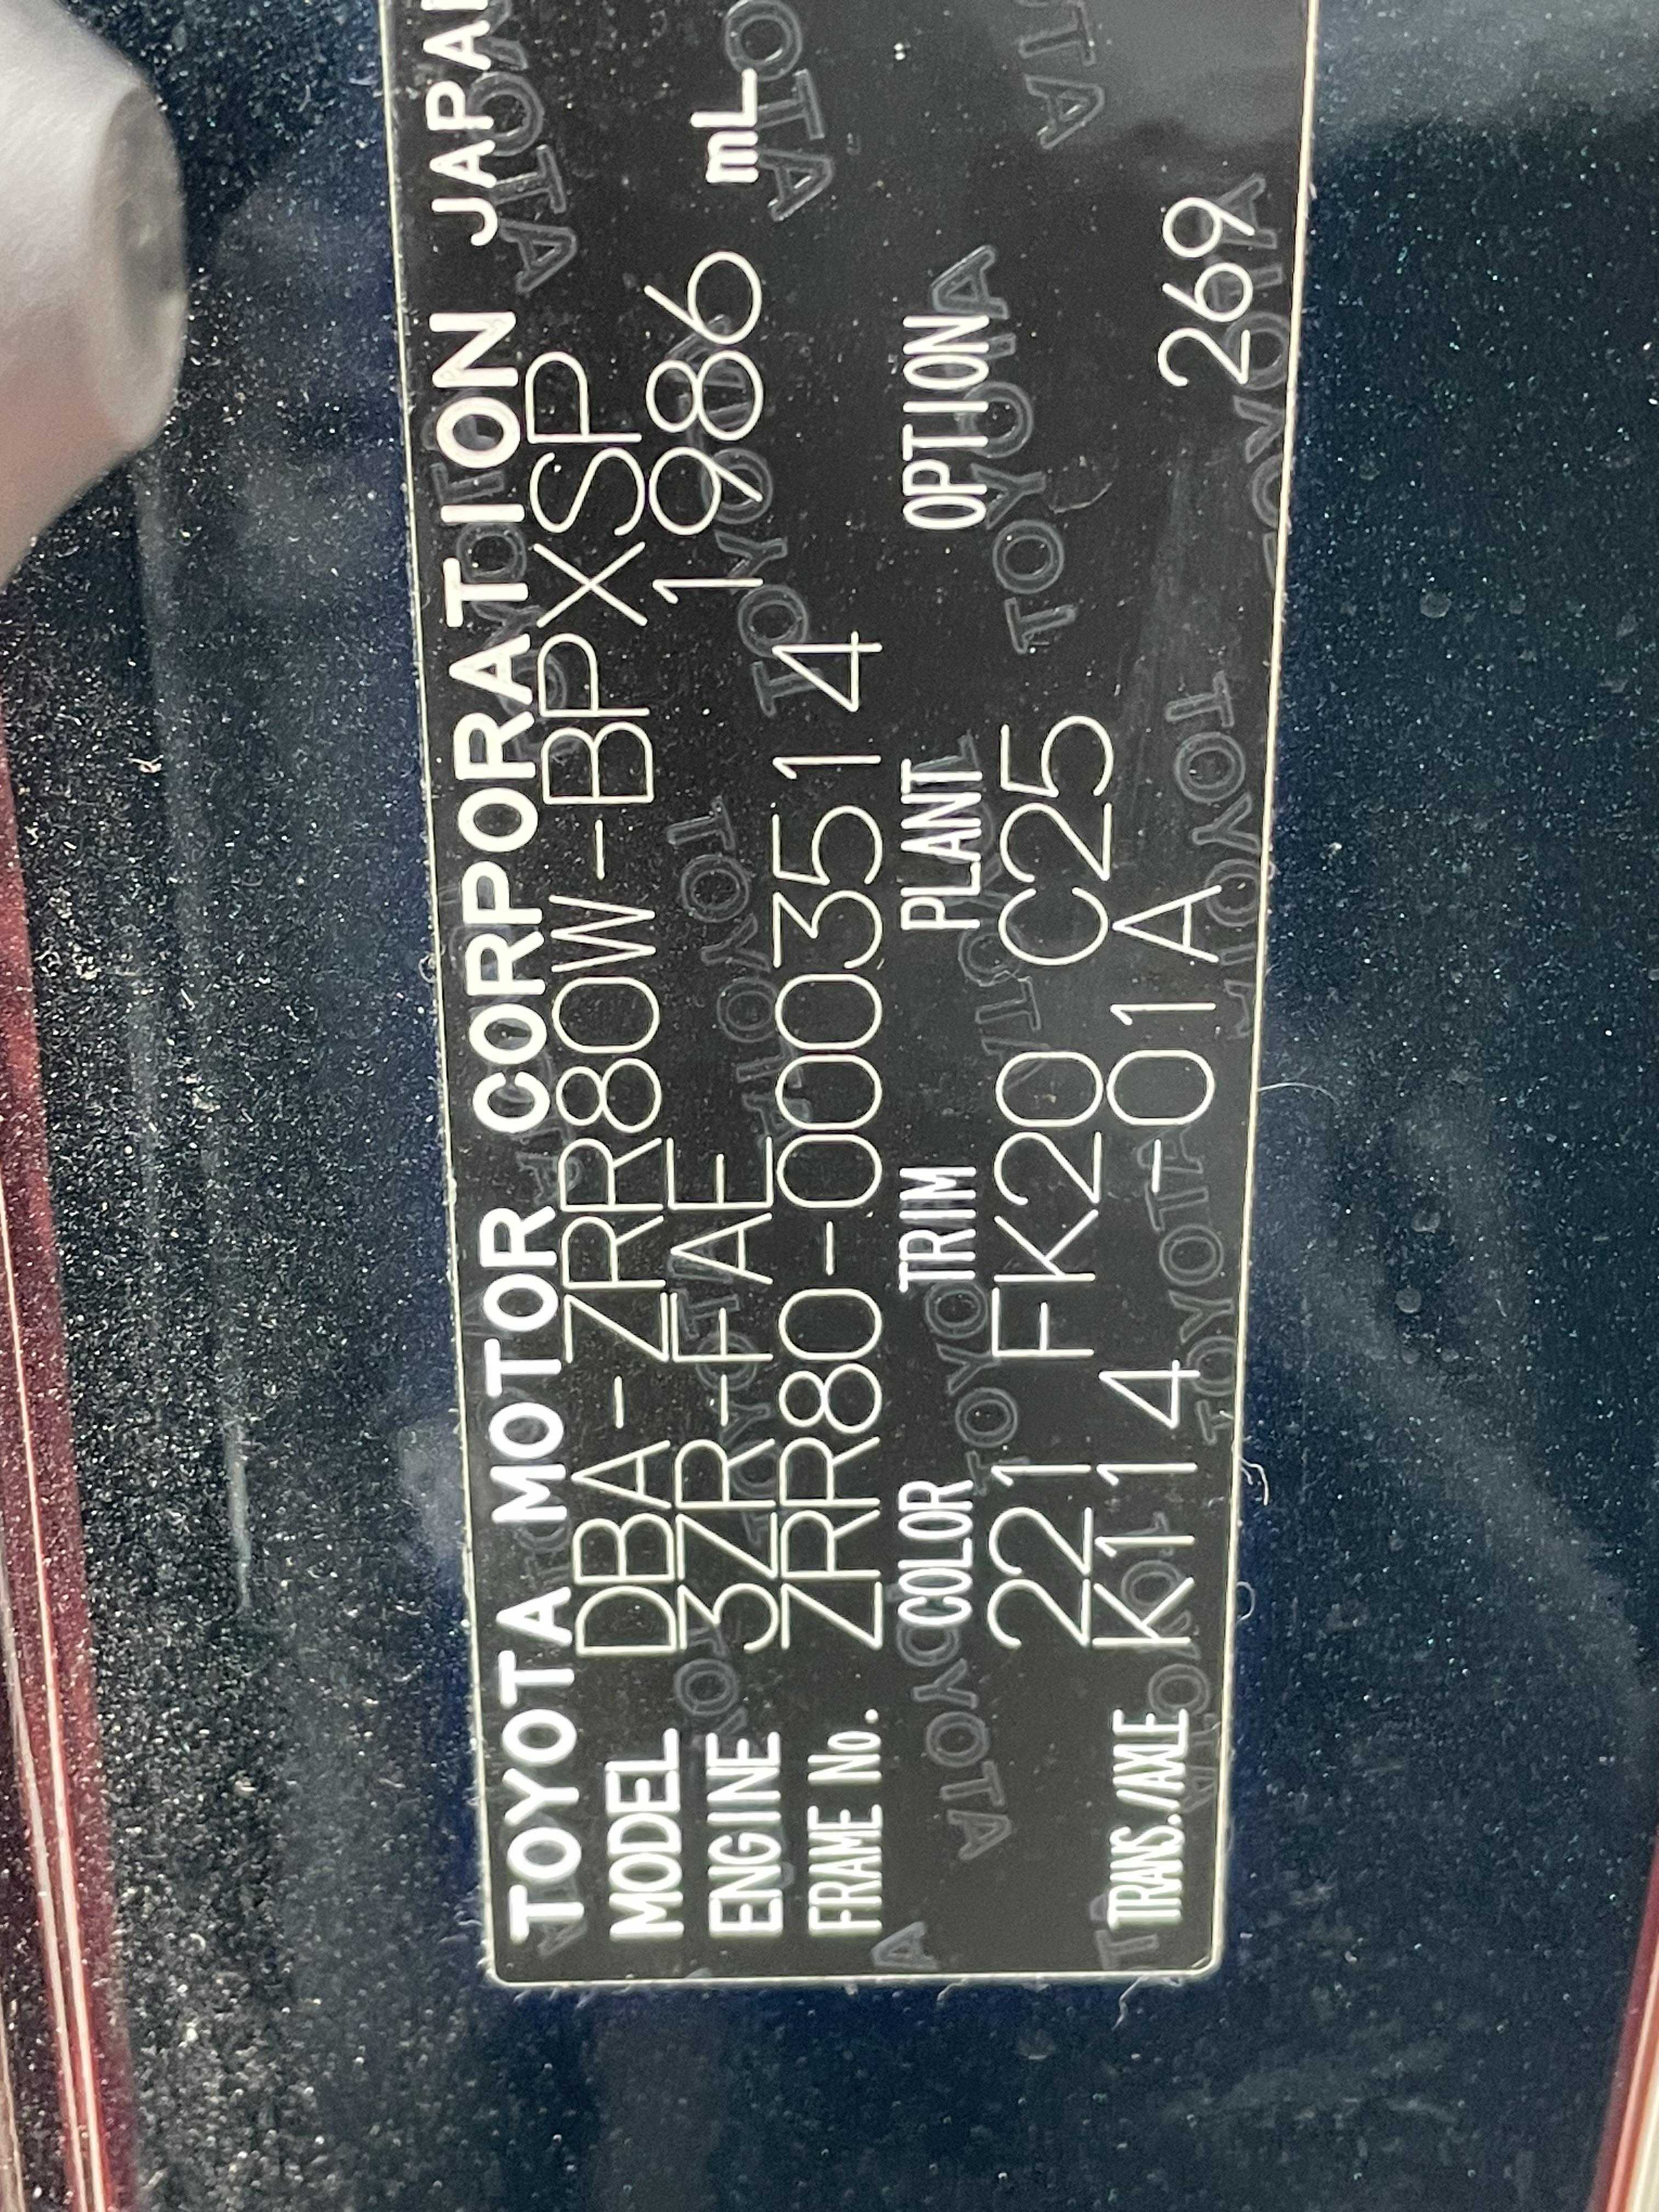 TOYOTA MOTOR CORPORATION JAPAN
MODEL DBA-ZRR80W-BPXSP
ENGINE 3ZR-FAE 1986 mL
FRAME No. ZRR80-0003514
COLOR TRIM PLANT OPTION
221 FK20 C25
TRANS./AXLE K114 -01A 269